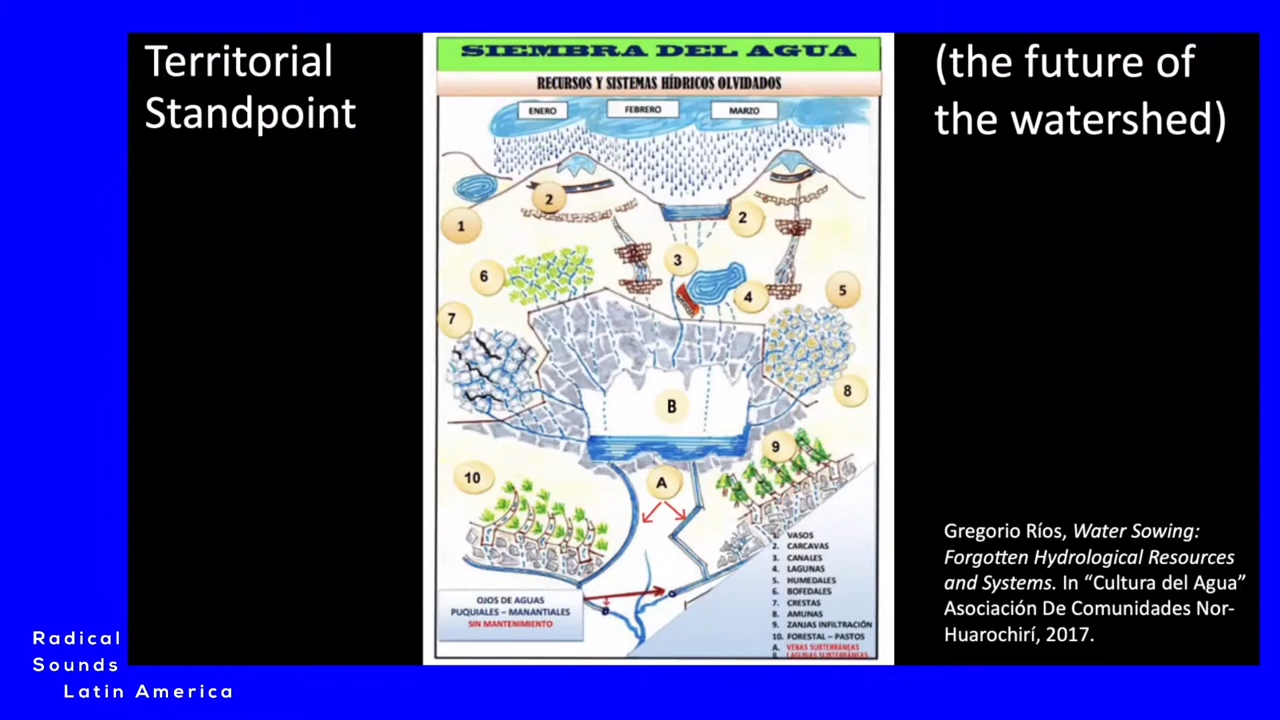 Territorial
Standpoint
SIEMBRA DEL AGUA
RECURSOS Y SISTEMAS HÍDRICOS OLVIDADOS
ENERO
FEBRERO
MARZO
(the future of
the watershed)
1
2
2
3
4
5
6
7
8
B
9
10
A
1. VASOS
2. CARCAVAS
3. CANALES
4. LAGUNAS
5. HUMEDALES
6. BOFEDALES
7. CRESTAS
8. AMUNAS
9. ZANJAS INFILTRACIÓN
10. FORESTAL – PASTOS
A. VENAS SUBTERRÁNEAS
B. LAGUNAS SUBTERRÁNEAS
OJOS DE AGUAS
PUQUIALES – MANANTIALES
SIN MANTENIMIENTO
Gregorio Ríos, Water Sowing:
Forgotten Hydrological Resources
and Systems. In “Cultura del Agua”
Asociación De Comunidades Nor-
Huarochirí, 2017.
Radical
Sounds
Latin America